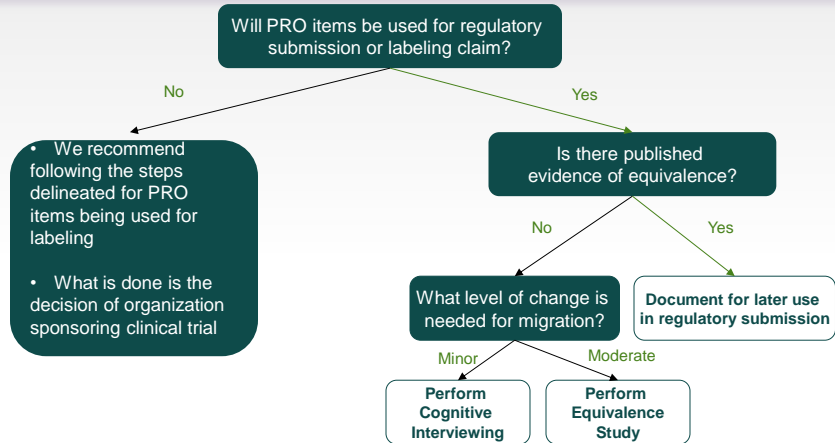 Will PRO items be used for regulatory
submission or labeling claim?
No
Yes
• We recommend
following the steps
delineated for PRO
items being used for
labeling
• What is done is the
decision of organization
sponsoring clinical trial
Is there published
evidence of equivalence?
No
Yes
What level of change is
needed for migration?
Document for later use
in regulatory submission
Minor
Moderate
Perform
Cognitive
Interviewing
Perform
Equivalence
Study